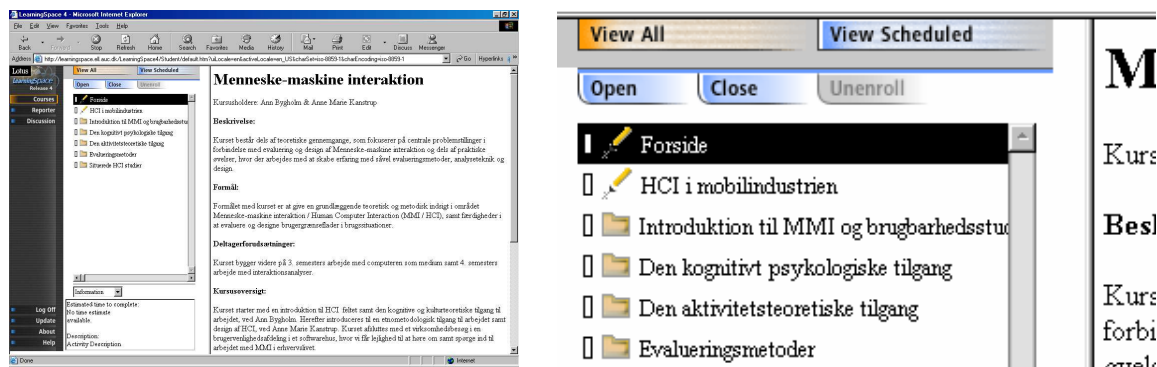 LearningSpace 4 - Microsoft Internet Explorer
File Edit View Favorites Tools Help
Back Forward Stop Refresh Home Search Favorites Media History Mail Print Edit Discuss Messenger
Address http://learningspace.ell.auc.dk/LearningSpace4/Student/default.htm?uLocale=en&activeLocale=en_US&charSet=iso-8859-1&charEncoding=iso-8859-1 Go Hyperlinks
Lotus
LearningSpace
Release 4
Courses
Reporter
Discussion
View All View Scheduled
Open Close Unenroll
Forside
HCI i mobilindustrien
Introduktion til MMI og brugbarhedsstu
Den kognitivt psykologiske tilgang
Den aktivitetsteoretiske tilgang
Evalueringsmetoder
Situerede HCI studier
Information
Estimated time to complete:
No time estimate
available.
Description:
Activity Description
Log Off
Update
About
Help
Menneske-maskine interaktion
Kursusholdere: Ann Bygholm & Anne Marie Kanstrup
Beskrivelse:
Kurset består dels af teoretiske gennemgange, som fokuserer på centrale problemstillinger i
forbindelse med evaluering og design af Menneske-maskine interaktion og dels af praktiske
øvelser, hvor der arbejdes med at skabe erfaring med såvel evalueringsmetoder, analyseteknik og
design.
Formål:
Formålet med kurset er at give en grundlæggende teoretisk og metodisk indsigt i området
Menneske-maskine interaktion / Human Computer Interaction (MMI / HCI), samt færdigheder i
at evaluere og designe brugergrænseflader i brugssituationer.
Deltagerforudsætninger:
Kurset bygger videre på 3. semesters arbejde med computeren som medium samt 4. semesters
arbejde med interaktionsanalyser.
Kursusoversigt:
Kurset starter med en introduktion til HCI feltet samt den kognitive og kulturteoretiske tilgang til
arbejdet, ved Ann Bygholm. Herefter introduceres til en etnometodologisk tilgang til arbejdet samt
design af HCI, ved Anne Marie Kanstrup. Kurset afsluttes med et virksomhedsbesøg i en
brugervenlighedsafdeling i et softwarehus, hvor vi får lejlighed til at høre om samt spørge ind til
arbejdet med MMI i erhvervslivet.
Done Internet
View All View Scheduled
Open Close Unenroll
Forside
HCI i mobilindustrien
Introduktion til MMI og brugbarhedsstud
Den kognitivt psykologiske tilgang
Den aktivitetsteoretiske tilgang
Evalueringsmetoder
M
Kurs
Besk
Kurs
forbi
øvels